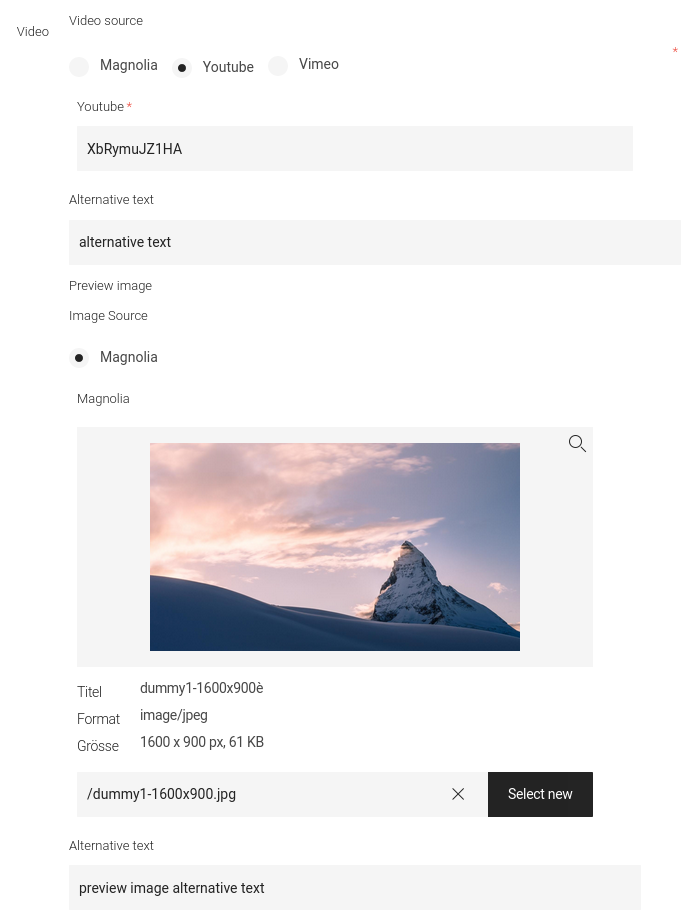 Video
Video source
*
Magnolia
Youtube
Vimeo
Youtube *
XbRymuJZ1HA
Alternative text
alternative text
Preview image
Image Source
Magnolia
Magnolia
Titel dummy1-1600x900è
Format image/jpeg
Grösse 1600 x 900 px, 61 KB
/dummy1-1600x900.jpg
Select new
Alternative text
preview image alternative text